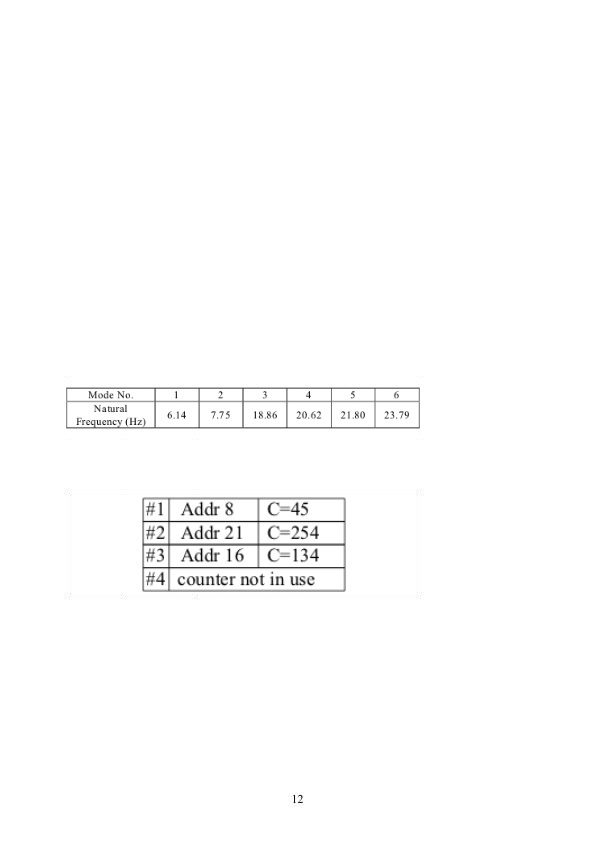 Mode No. 1 2 3 4 5 6
Natural
Frequency (Hz) 6.14 7.75 18.86 20.62 21.80 23.79
#1 Addr 8 C=45
#2 Addr 21 C=254
#3 Addr 16 C=134
#4 counter not in use
12